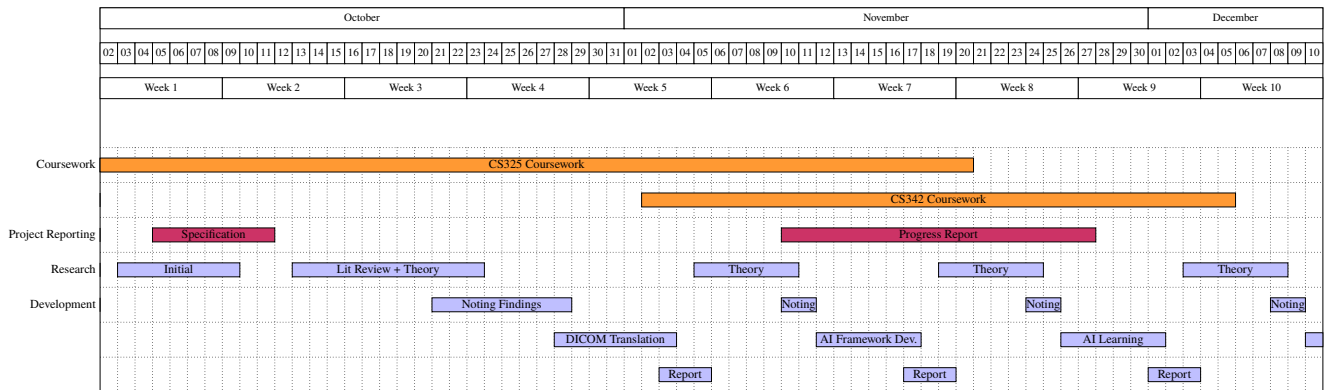 October November December
02 03 04 05 06 07 08 09 10 11 12 13 14 15 16 17 18 19 20 21 22 23 24 25 26 27 28 29 30 31 01 02 03 04 05 06 07 08 09 10 11 12 13 14 15 16 17 18 19 20 21 22 23 24 25 26 27 28 29 30 01 02 03 04 05 06 07 08 09 10
Week 1 Week 2 Week 3 Week 4 Week 5 Week 6 Week 7 Week 8 Week 9 Week 10
Coursework CS325 Coursework
CS342 Coursework
Project Reporting Specification Progress Report
Research Initial Lit Review + Theory Theory Theory Theory
Development Noting Findings Noting Noting Noting
DICOM Translation AI Framework Dev. AI Learning
Report Report Report